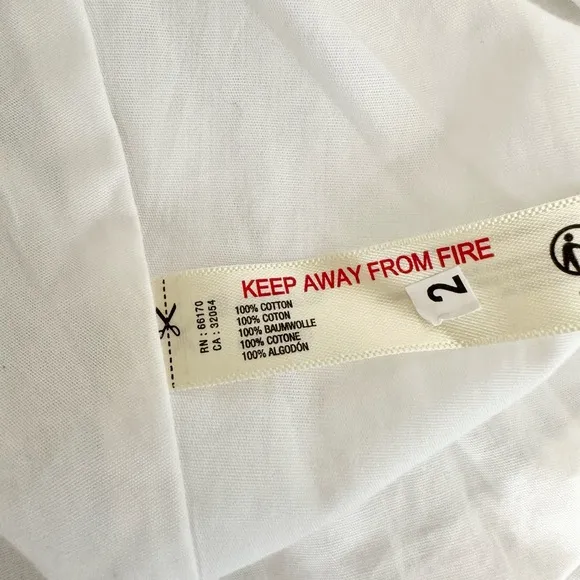 KEEP AWAY FROM FIRE
100% COTTON
100% COTON
100% BAUMWOLLE
100% COTONE
100% ALGODÓN
RN : 66170
CA : 32054
2